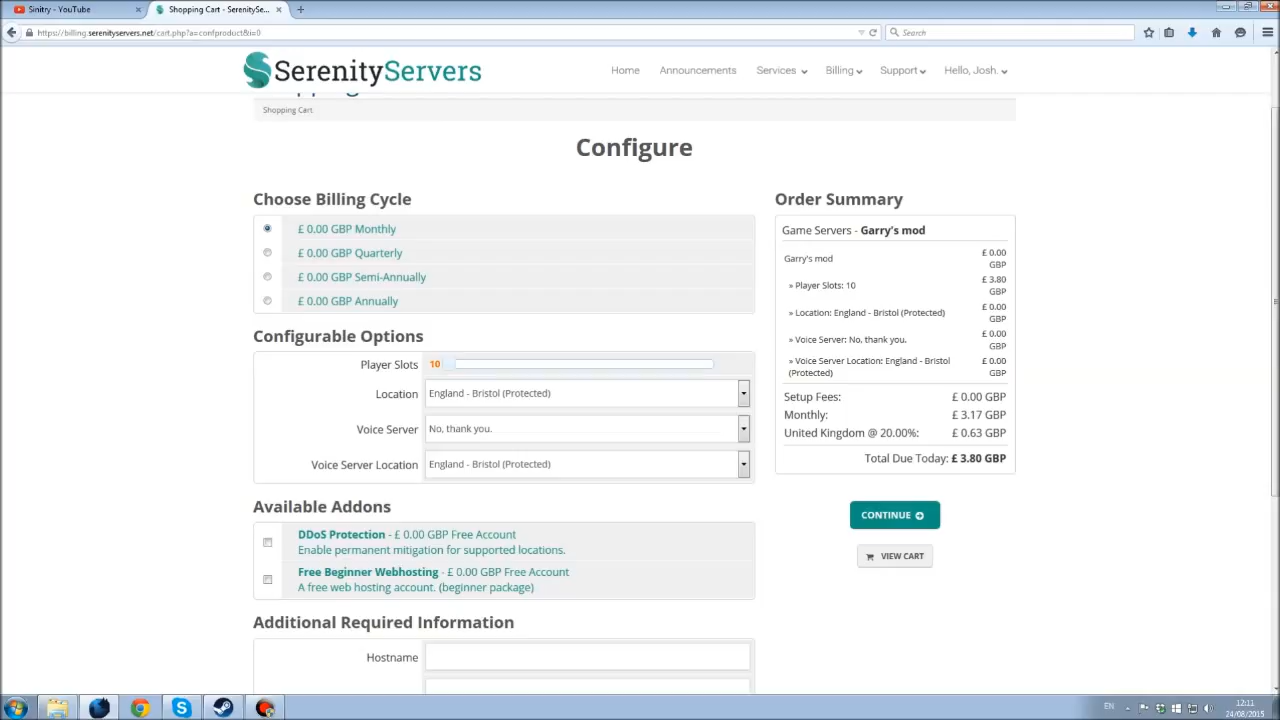 Sinitry - YouTube
Shopping Cart - SerenitySe...
https://billing.serenityservers.net/cart.php?a=confproduct&i=0
Search
SerenityServers
Home
Announcements
Services
Billing
Support
Hello, Josh.
Shopping Cart
Configure
Choose Billing Cycle
£ 0.00 GBP Monthly
£ 0.00 GBP Quarterly
£ 0.00 GBP Semi-Annually
£ 0.00 GBP Annually
Configurable Options
Player Slots 10
Location England - Bristol (Protected)
Voice Server No, thank you.
Voice Server Location England - Bristol (Protected)
Available Addons
DDoS Protection - £ 0.00 GBP Free Account
Enable permanent mitigation for supported locations.
Free Beginner Webhosting - £ 0.00 GBP Free Account
A free web hosting account. (beginner package)
Additional Required Information
Hostname
Order Summary
Game Servers - Garry's mod
Garry's mod £ 0.00 GBP
» Player Slots: 10 £ 3.80 GBP
» Location: England - Bristol (Protected) £ 0.00 GBP
» Voice Server: No, thank you. £ 0.00 GBP
» Voice Server Location: England - Bristol (Protected) £ 0.00 GBP
Setup Fees: £ 0.00 GBP
Monthly: £ 3.17 GBP
United Kingdom @ 20.00%: £ 0.63 GBP
Total Due Today: £ 3.80 GBP
CONTINUE
VIEW CART
EN
12:11
24/08/2015